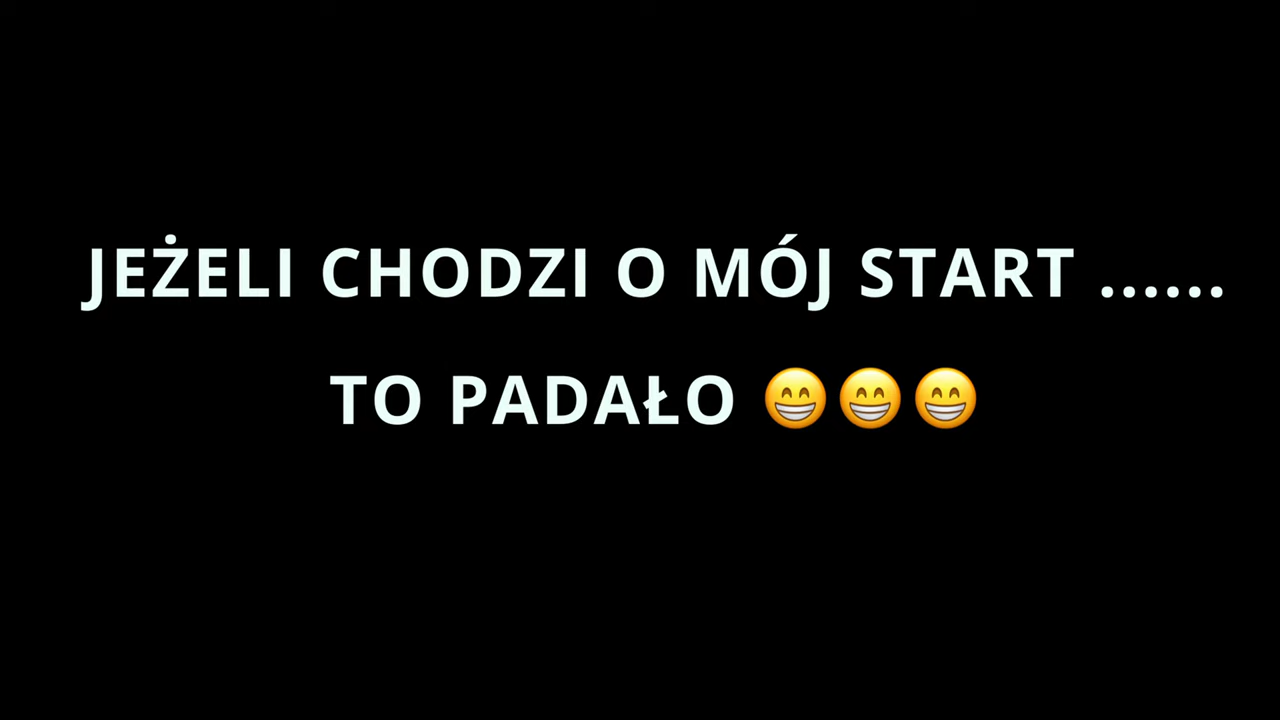 JEŻELI CHODZI O MÓJ START ......
TO PADAŁO 😁😁😁